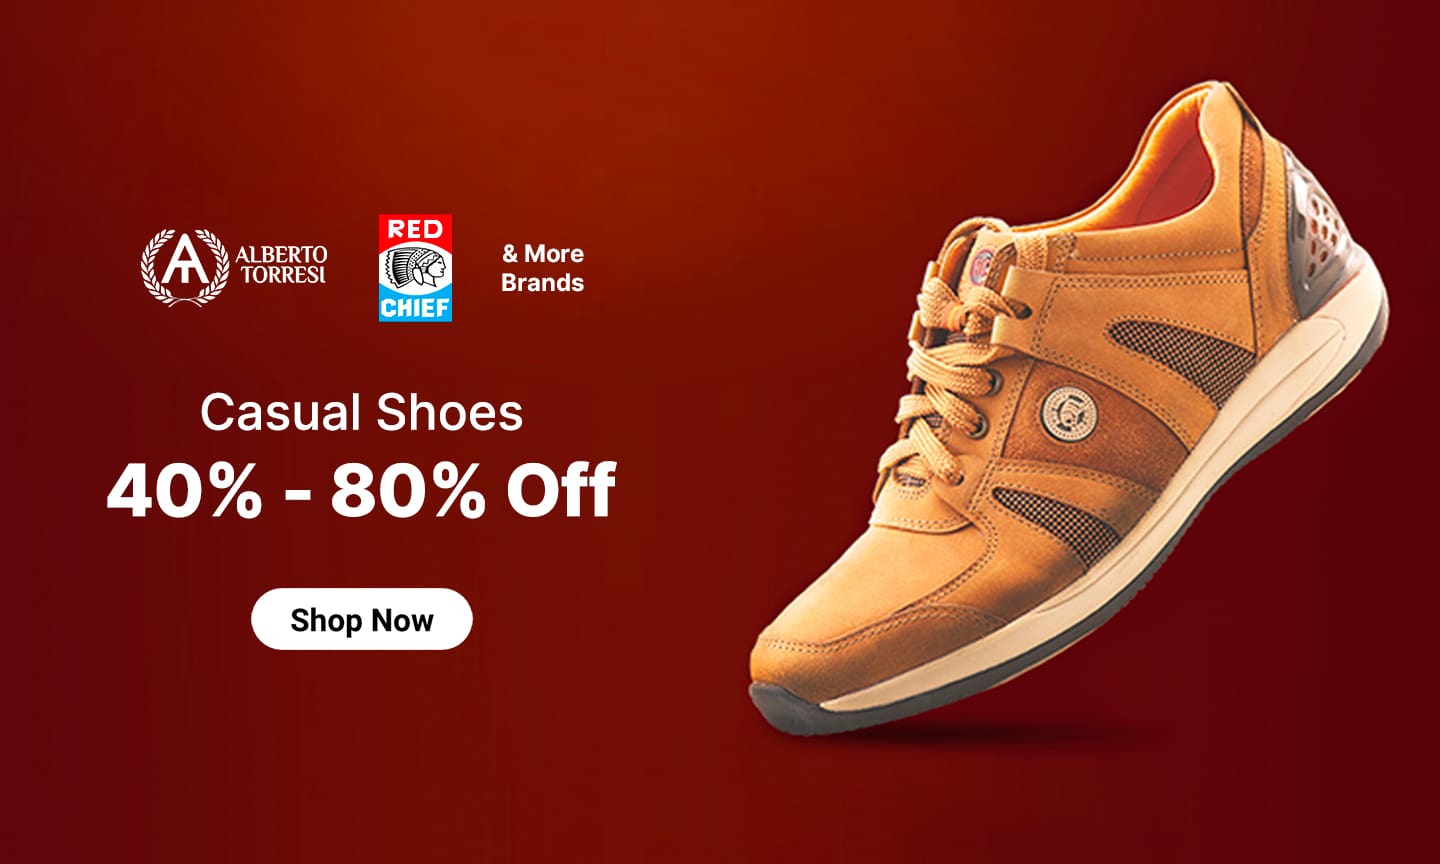 ALBERTO
TORRESI
RED
CHIEF
& More
Brands
Casual Shoes
40% - 80% Off
Shop Now